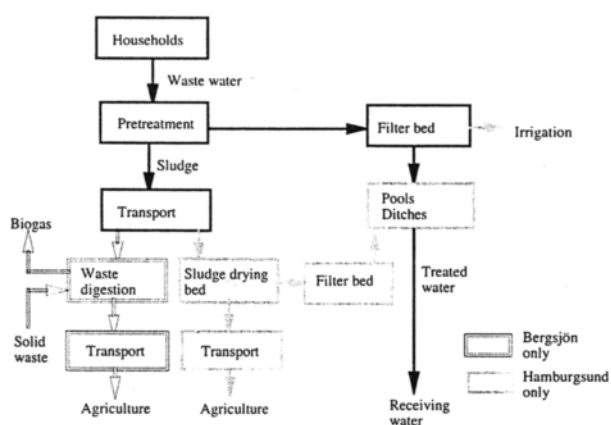 Households
Waste water
Pretreatment
Filter bed
Irrigation
Sludge
Transport
Pools
Ditches
Biogas
Waste
digestion
Sludge drying
bed
Filter bed
Treated
water
Solid
waste
Transport
Transport
Bergsjön
only
Hamburgsund
only
Agriculture
Agriculture
Receiving
water